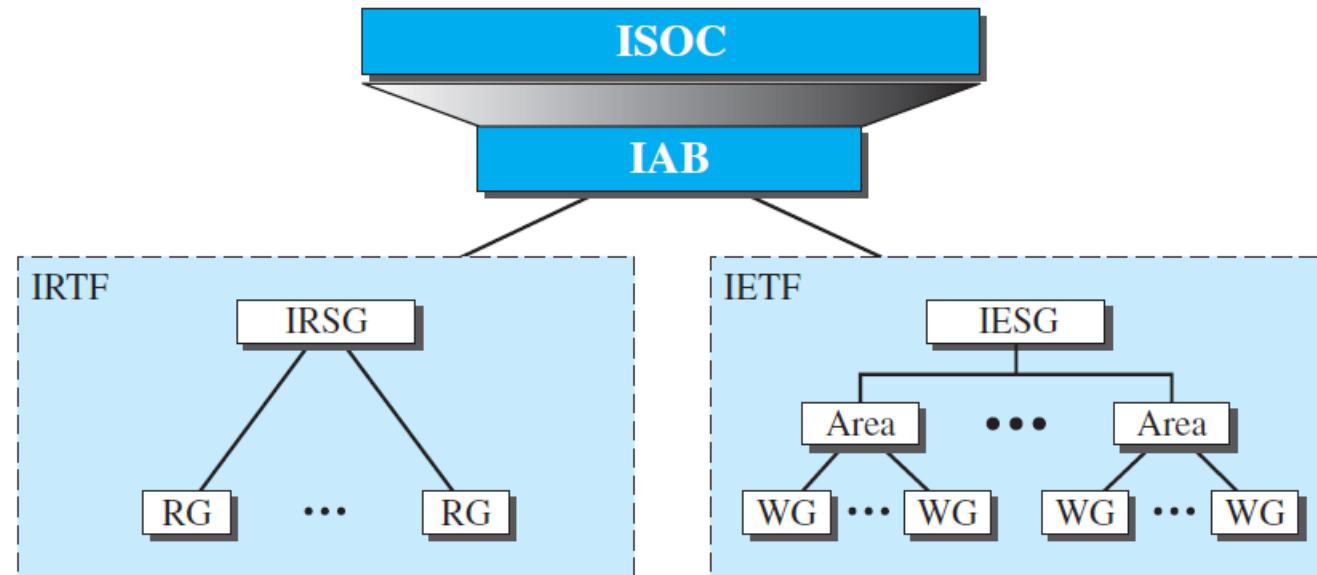 ISOC
IAB
IRTF
IRSG
RG ... RG
IETF
IESG
Area ... Area
WG ... WG WG ... WG